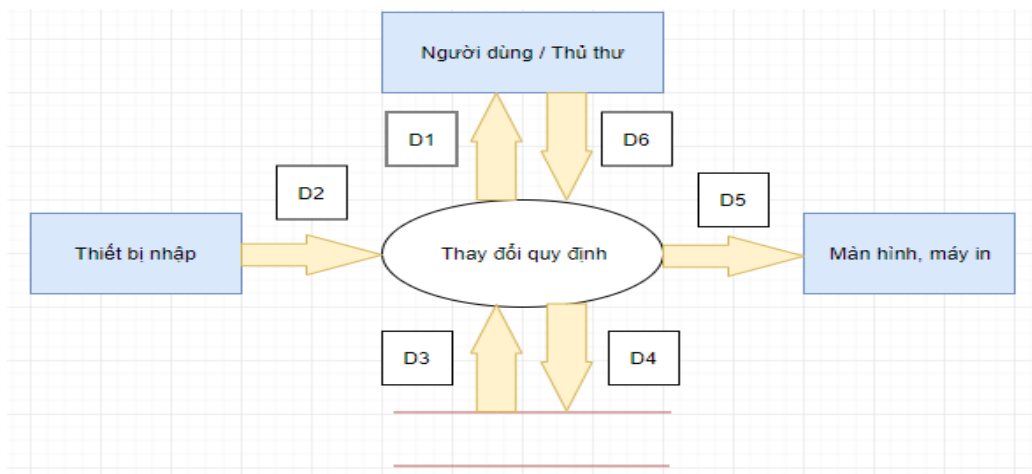 Người dùng / Thủ thư
D1
D6
D2
D5
Thiết bị nhập
Thay đổi quy định
Màn hình, máy in
D3
D4